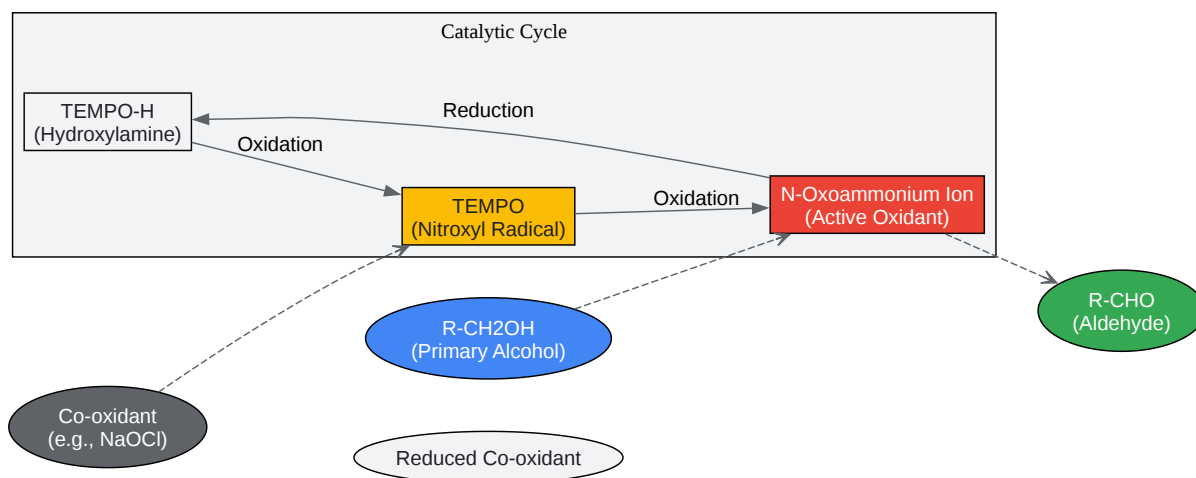 Catalytic Cycle
TEMPO-H
(Hydroxylamine)
Reduction
Oxidation
TEMPO
(Nitroxyl Radical)
Oxidation
N-Oxoammonium Ion
(Active Oxidant)
R-CH2OH
(Primary Alcohol)
R-CHO
(Aldehyde)
Co-oxidant
(e.g., NaOCl)
Reduced Co-oxidant